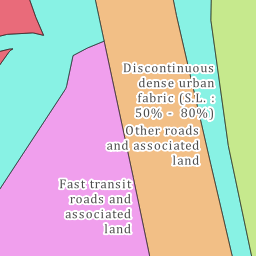 Discontinuous
dense urban
fabric (S.L. :
50% - 80%)
Other roads
and associated
land
Fast transit
roads and
associated
land